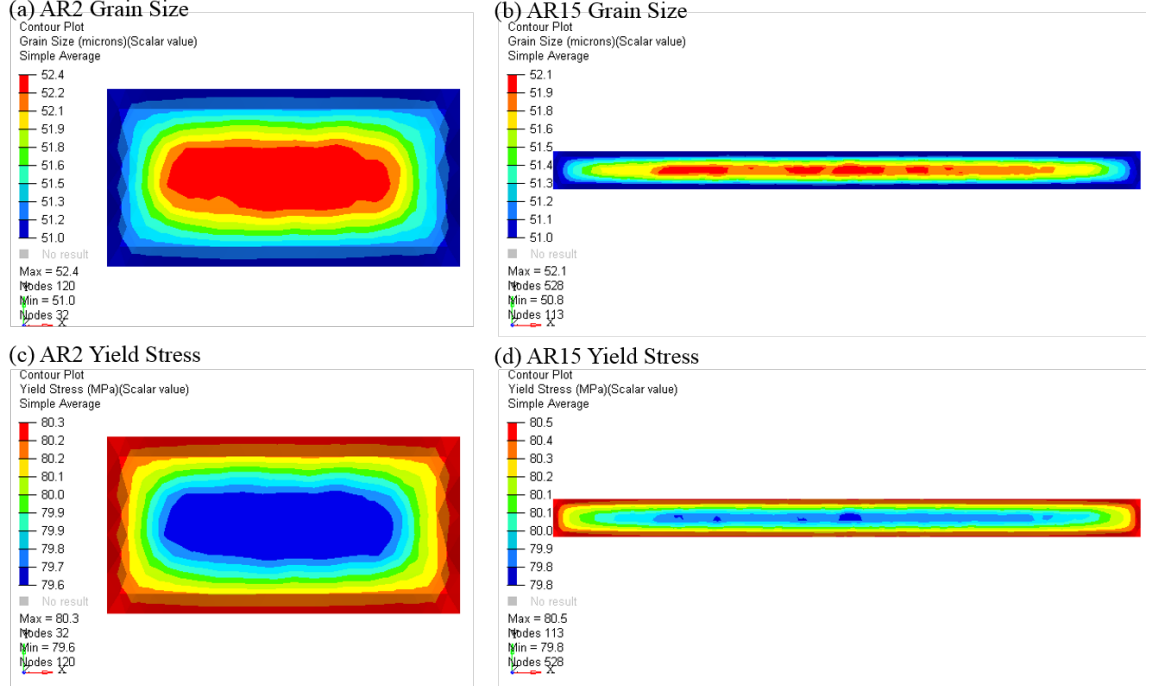 (a) AR2 Grain Size
Contour Plot
Grain Size (microns)(Scalar value)
Simple Average
52.4
52.2
52.1
51.9
51.8
51.6
51.5
51.3
51.2
51.0
No result
Max = 52.4
Nodes 120
Min = 51.0
Nodes 32
Y
Z X
(b) AR15 Grain Size
Contour Plot
Grain Size (microns)(Scalar value)
Simple Average
52.1
51.9
51.8
51.6
51.5
51.4
51.3
51.1
51.0
No result
Max = 52.1
Nodes 528
Min = 50.8
Nodes 113
Y
Z X
(c) AR2 Yield Stress
Contour Plot
Yield Stress (MPa)(Scalar value)
Simple Average
80.3
80.2
80.2
80.1
80.0
79.9
79.9
79.8
79.7
79.6
No result
Max = 80.3
Nodes 32
Min = 79.6
Nodes 120
Y
Z X
(d) AR15 Yield Stress
Contour Plot
Yield Stress (MPa)(Scalar value)
Simple Average
80.5
80.4
80.3
80.2
80.1
80.1
80.0
79.9
79.8
No result
Max = 80.5
Nodes 113
Min = 79.8
Nodes 528
Y
Z X